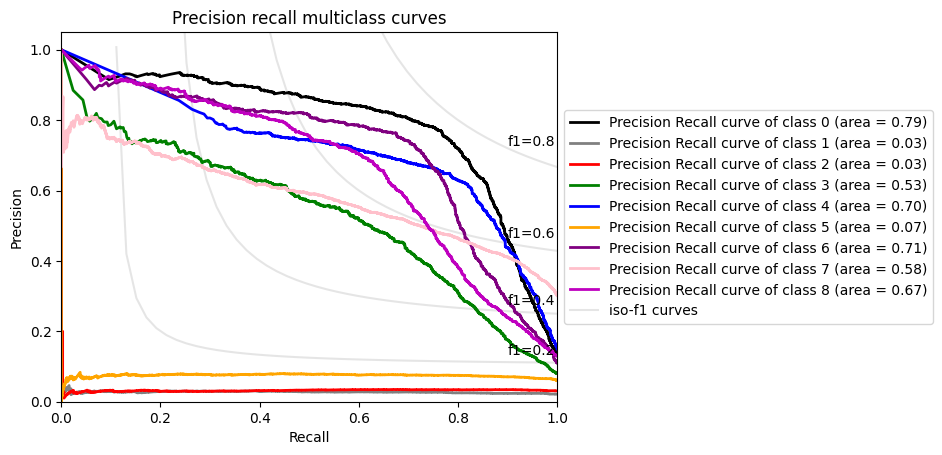 Precision recall multiclass curves
Precision
1.0
0.8
0.6
0.4
0.2
0.0
0.0 0.2 0.4 0.6 0.8 1.0
Recall
f1=0.8
f1=0.6
f1=0.4
f1=0.2
Precision Recall curve of class 0 (area = 0.79)
Precision Recall curve of class 1 (area = 0.03)
Precision Recall curve of class 2 (area = 0.03)
Precision Recall curve of class 3 (area = 0.53)
Precision Recall curve of class 4 (area = 0.70)
Precision Recall curve of class 5 (area = 0.07)
Precision Recall curve of class 6 (area = 0.71)
Precision Recall curve of class 7 (area = 0.58)
Precision Recall curve of class 8 (area = 0.67)
iso-f1 curves